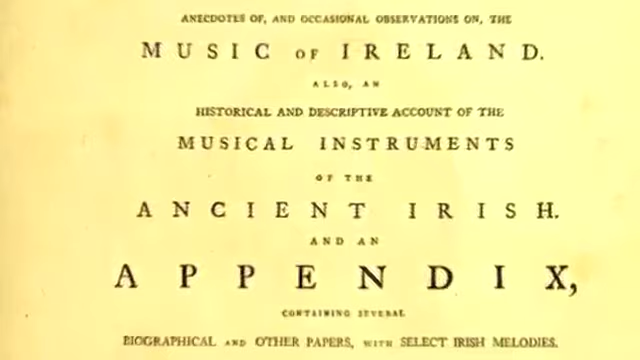 ANECDOTES OF, AND OCCASIONAL OBSERVATIONS ON, THE
MUSIC OF IRELAND.
ALSO, AN
HISTORICAL AND DESCRIPTIVE ACCOUNT OF THE
MUSICAL INSTRUMENTS
OF THE
ANCIENT IRISH.
AND AN
APPENDIX,
CONTAINING SEVERAL
BIOGRAPHICAL AND OTHER PAPERS, WITH SELECT IRISH MELODIES.